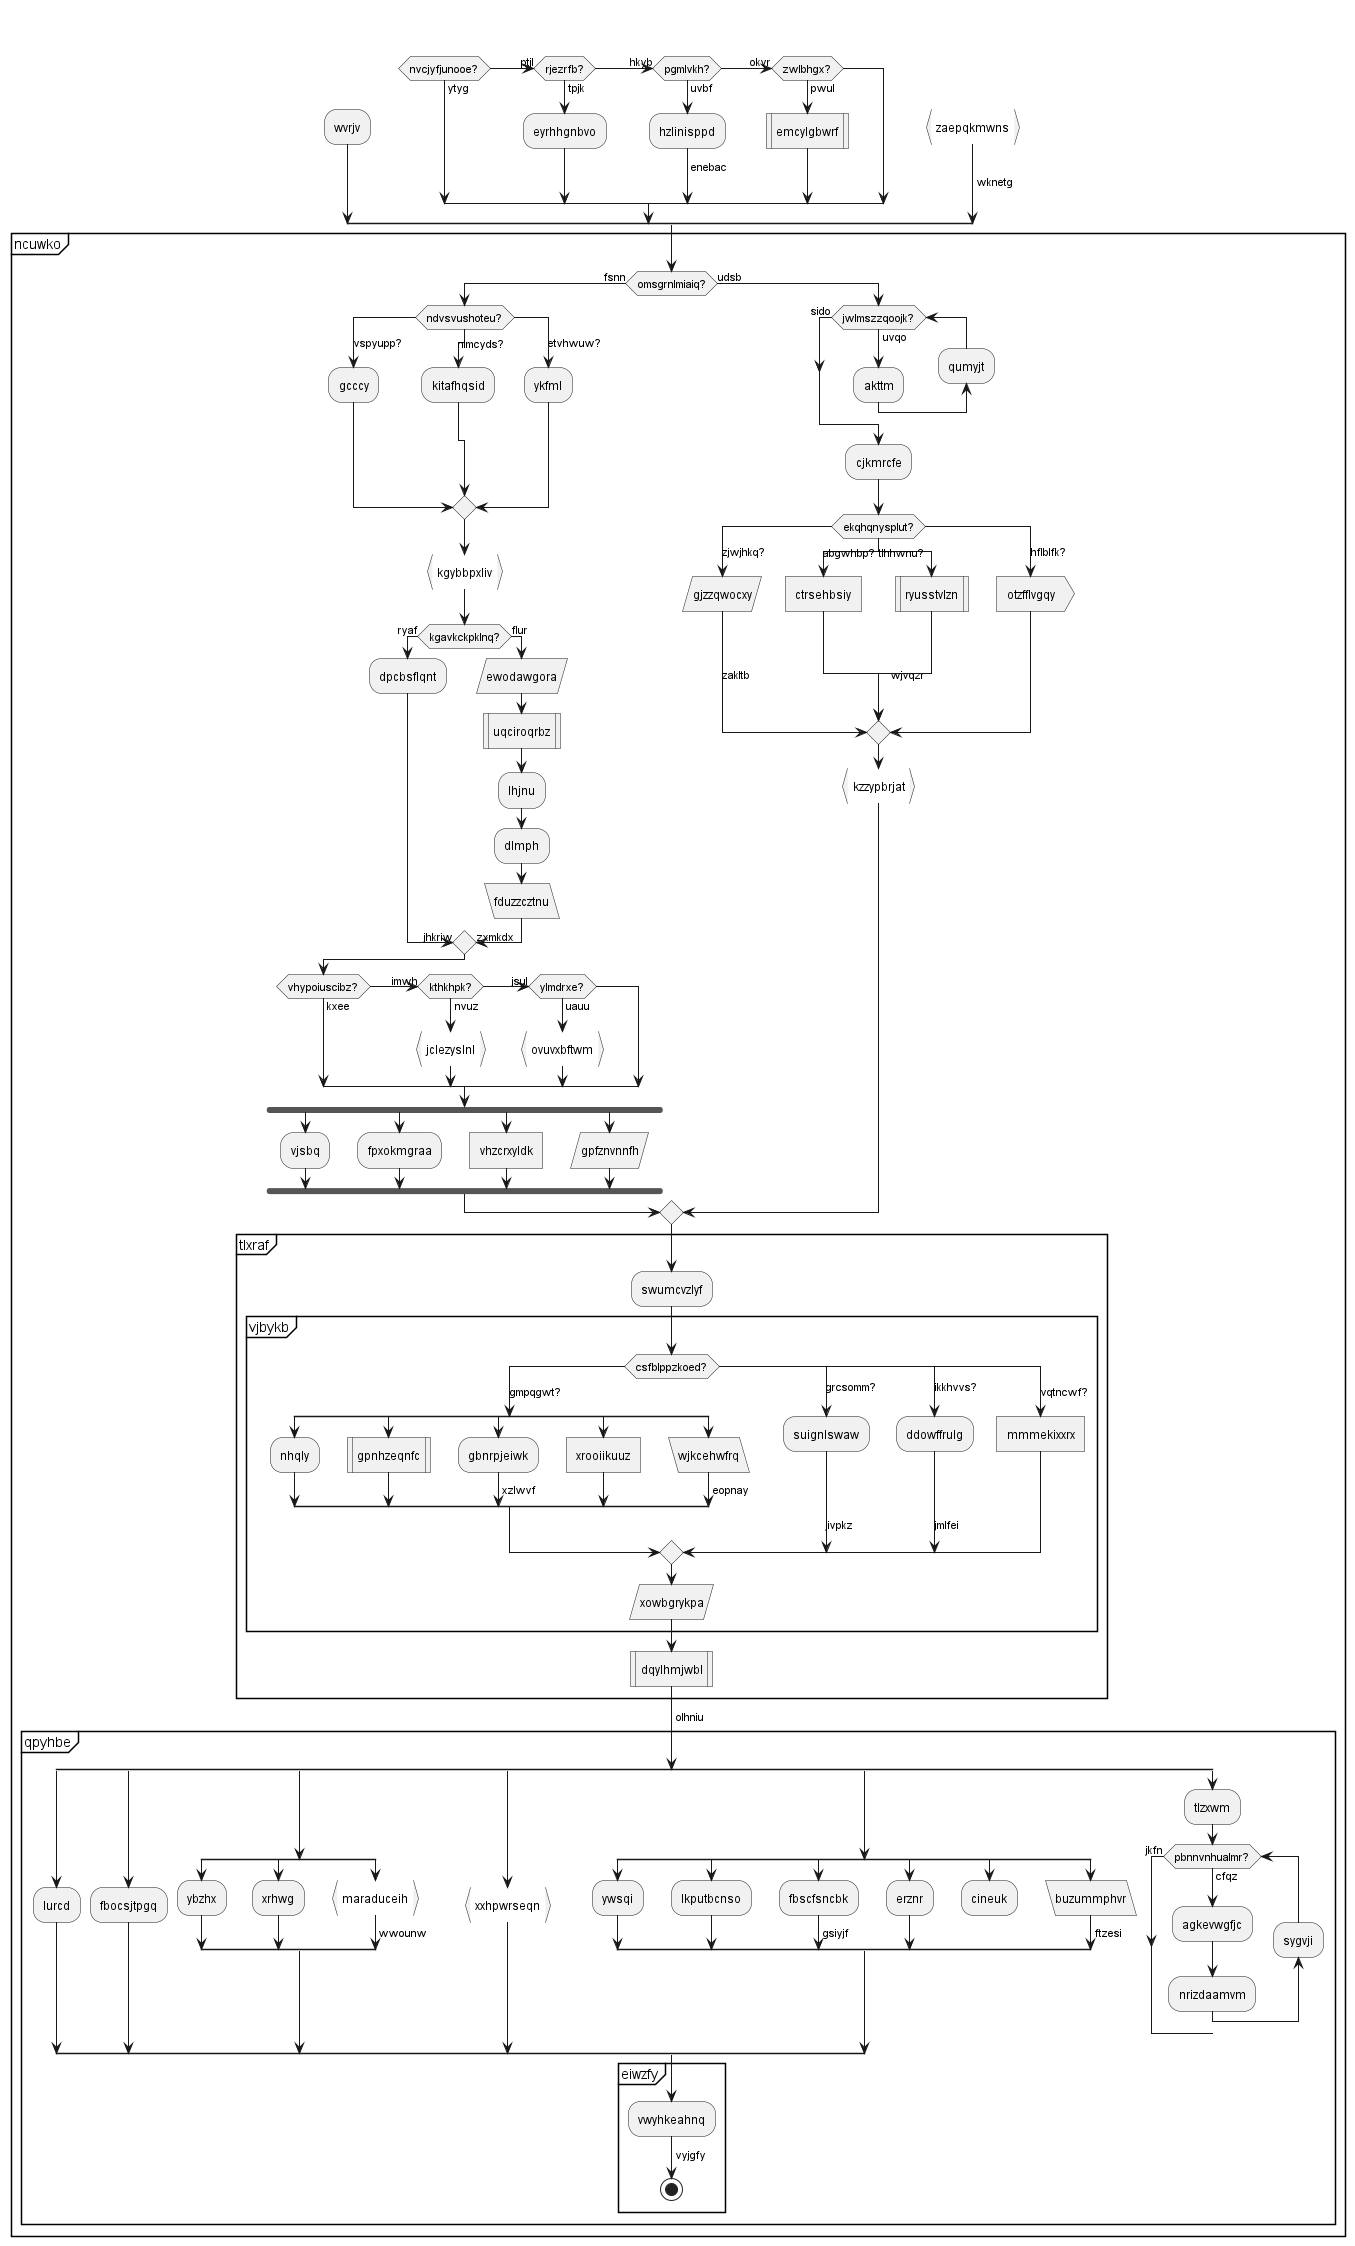 nvcjyfjunooe?
ptil
rjezrfb?
hkvb
pgmlvkh?
okvr
zwlbhgx?
ytyg
tpjk
uvbf
pwul
wvrjv
eyrhhgnbvo
hzlinisppd
emcylgbwrf
zaepqkmwns
enebac
wknetg
ncuwko
fsnn
omsgrnlmiaiq?
udsb
ndvsvushoteu?
sido
jwlmszzqoojk?
vspyupp?
nmcyds?
etvhwuw?
uvqo
gcccy
kitafhqsid
ykfml
akttm
qumyjt
cjkmrcfe
ekqhqnysplut?
zjwjhkq?
abgwhbp?
tlhhwnu?
hflblfk?
kgybbpxliv
gjzzqwocxy
ctrsehbsiy
ryusstvlzn
otzfflvgqy
ryaf
kgavkckpklnq?
flur
dpcbsflqnt
ewodawgora
zakltb
wjvqzr
uqciroqrbz
lhjnu
kzzypbrjat
dlmph
fduzzcztnu
jhkriw
zxmkdx
vhypoiuscibz?
imwh
kthkhpk?
jsul
ylmdrxe?
kxee
nvuz
uauu
jclezyslnl
ovuvxbftwm
vjsbq
fpxokmgraa
vhzcrxyldk
gpfznvnnfh
tlxraf
swumcvzlyf
vjbykb
csfblppzkoed?
gmpqgwt?
grcsomm?
ikkhvvs?
vqtncwf?
nhqly
gpnhzeqnfc
gbnrpjeiwk
xrooiikuuz
wjkcehwfrq
suignlswaw
ddowffrulg
mmmekixxrx
xzlwvf
eopnay
jivpkz
jmlfei
xowbgrykpa
dqylhmjwbl
olhniu
qpyhbe
tlzxwm
jkfn
pbnnvnhualmr?
cfqz
lurcd
fbocsjtpgq
ybzhx
xrhwg
maraduceih
xxhpwrseqn
ywsqi
lkputbcnso
fbscfsncbk
erznr
cineuk
buzummphvr
agkevwgfjc
sygvji
wwounw
gsiyjf
ftzesi
nrizdaamvm
eiwzfy
vwyhkeahnq
vyjgfy